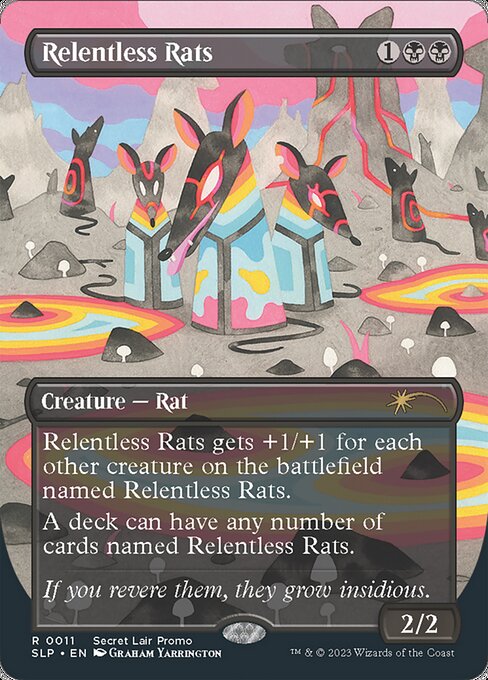 Relentless Rats 1
Creature — Rat
Relentless Rats gets +1/+1 for each
other creature on the battlefield
named Relentless Rats.
A deck can have any number of
cards named Relentless Rats.
If you revere them, they grow insidious.
2/2
R 0011 Secret Lair Promo
SLP • EN Graham Yarrington
™ & © 2023 Wizards of the Coast